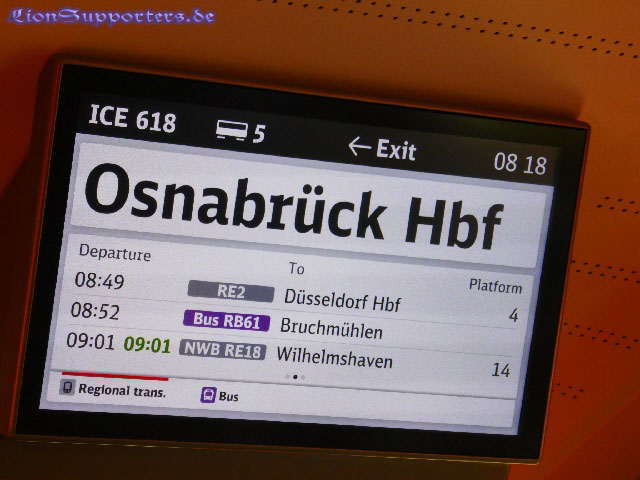 LionSupporters.de
ICE 618 5 ←Exit 08 18
Osnabrück Hbf
Departure To Platform
08:49 RE2 Düsseldorf Hbf 4
08:52 Bus RB61 Bruchmühlen
09:01 09:01 NWB RE18 Wilhelmshaven 14
Regional trans. Bus